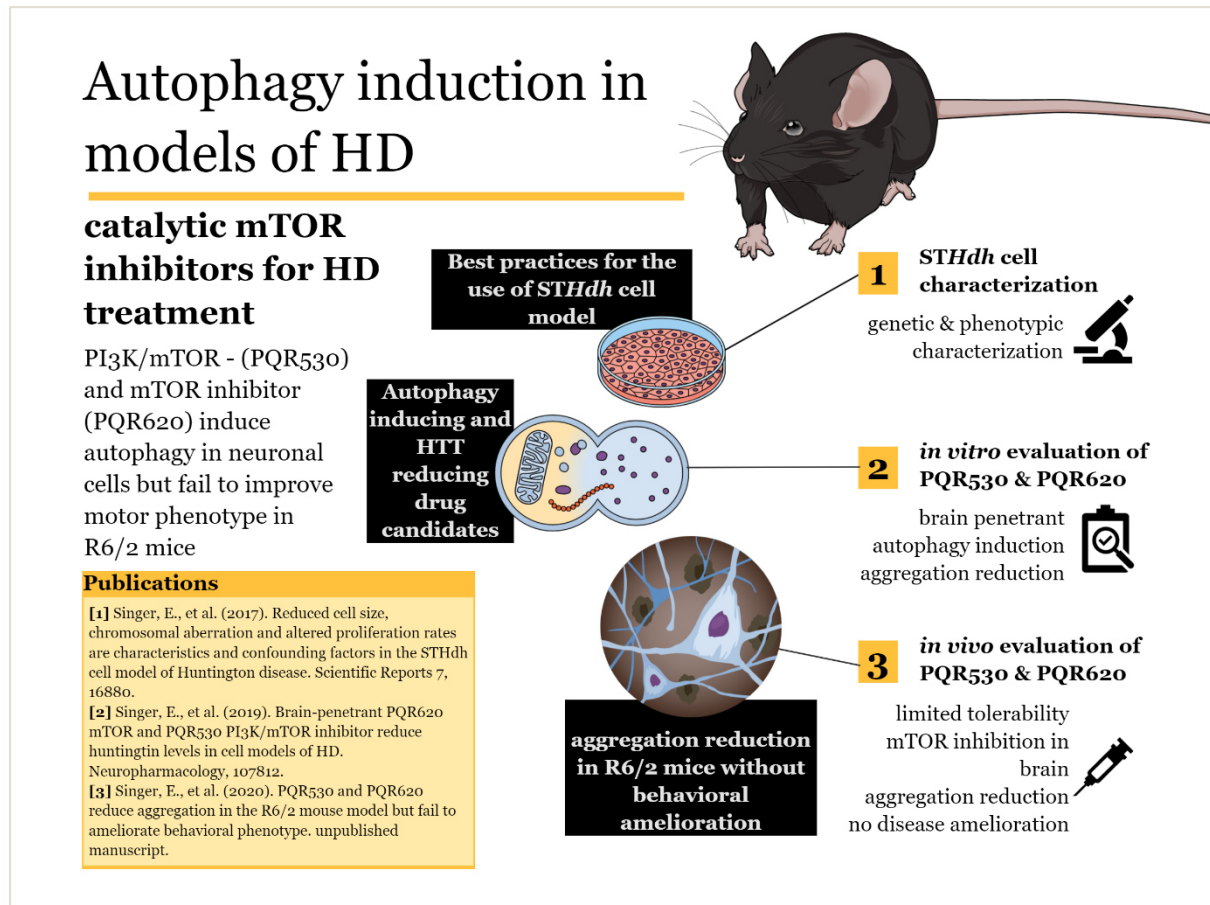 Autophagy induction in
models of HD
catalytic mTOR
inhibitors for HD
treatment
PI3K/mTOR - (PQR530)
and mTOR inhibitor
(PQR620) induce
autophagy in neuronal
cells but fail to improve
motor phenotype in
R6/2 mice
Publications
[1] Singer, E., et al. (2017). Reduced cell size,
chromosomal aberration and altered proliferation rates
are characteristics and confounding factors in the STHdh
cell model of Huntington disease. Scientific Reports 7,
16880.
[2] Singer, E., et al. (2019). Brain-penetrant PQR620
mTOR and PQR530 PI3K/mTOR inhibitor reduce
huntingtin levels in cell models of HD.
Neuropharmacology, 107812.
[3] Singer, E., et al. (2020). PQR530 and PQR620
reduce aggregation in the R6/2 mouse model but fail to
ameliorate behavioral phenotype. unpublished
manuscript.
Best practices for the
use of STHdh cell
model
Autophagy
inducing and
HTT
reducing
drug
candidates
aggregation reduction
in R6/2 mice without
behavioral
amelioration
1
STHdh cell
characterization
genetic & phenotypic
characterization
2
in vitro evaluation of
PQR530 & PQR620
brain penetrant
autophagy induction
aggregation reduction
3
in vivo evaluation of
PQR530 & PQR620
limited tolerability
mTOR inhibition in
brain
aggregation reduction
no disease amelioration